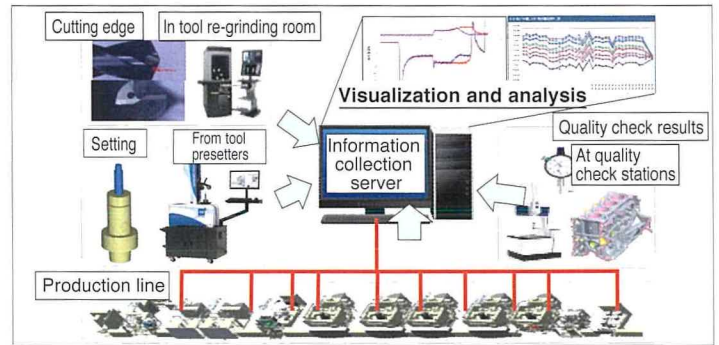 Cutting edge
In tool re-grinding room
Visualization and analysis
Setting
From tool
presetters
Information
collection
server
Quality check results
At quality
check stations
Production line